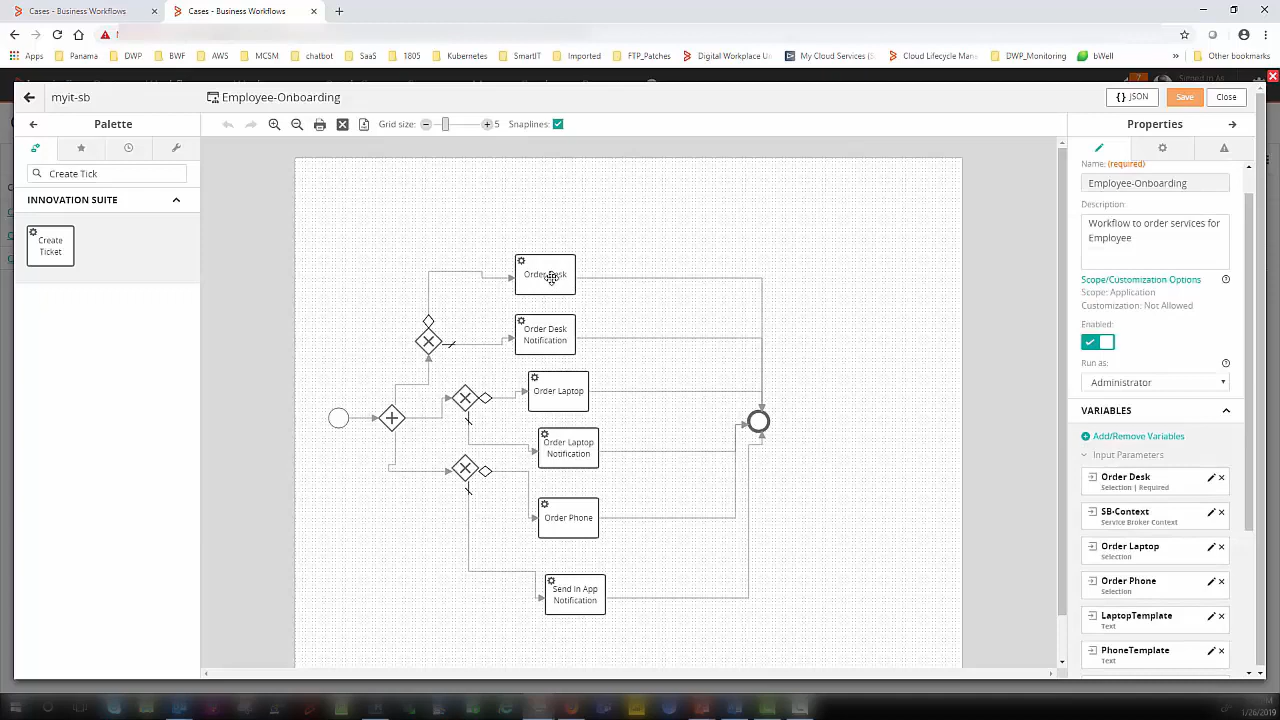 Cases - Business Workflows
Cases - Business Workflows
Apps
Panama
DWP
BWF
AWS
MCSM
chatbot
SaaS
1805
Kubernetes
SmartIT
Imported
FTP_Patches
Digital Workplace U
My Cloud Services (
Cloud Lifecycle Man
DWP_Monitoring
bWell
»
Other bookmarks
myit-sb
Employee-Onboarding
{ } JSON
Save
Close
Palette
Grid size:
5
Snaplines:
Properties
Create Tick
INNOVATION SUITE
Create
Ticket
Order Desk
Order Desk
Notification
Order Laptop
Order Laptop
Notification
Order Phone
Send In App
Notification
Name: (required)
Employee-Onboarding
Description:
Workflow to order services for
Employee
Scope/Customization Options
Scope: Application
Customization: Not Allowed
Enabled:
Run as:
Administrator
VARIABLES
Add/Remove Variables
Input Parameters
Order Desk
Selection | Required
SB-Context
Service Broker Context
Order Laptop
Selection
Order Phone
Selection
LaptopTemplate
Text
PhoneTemplate
Text
1/26/2019